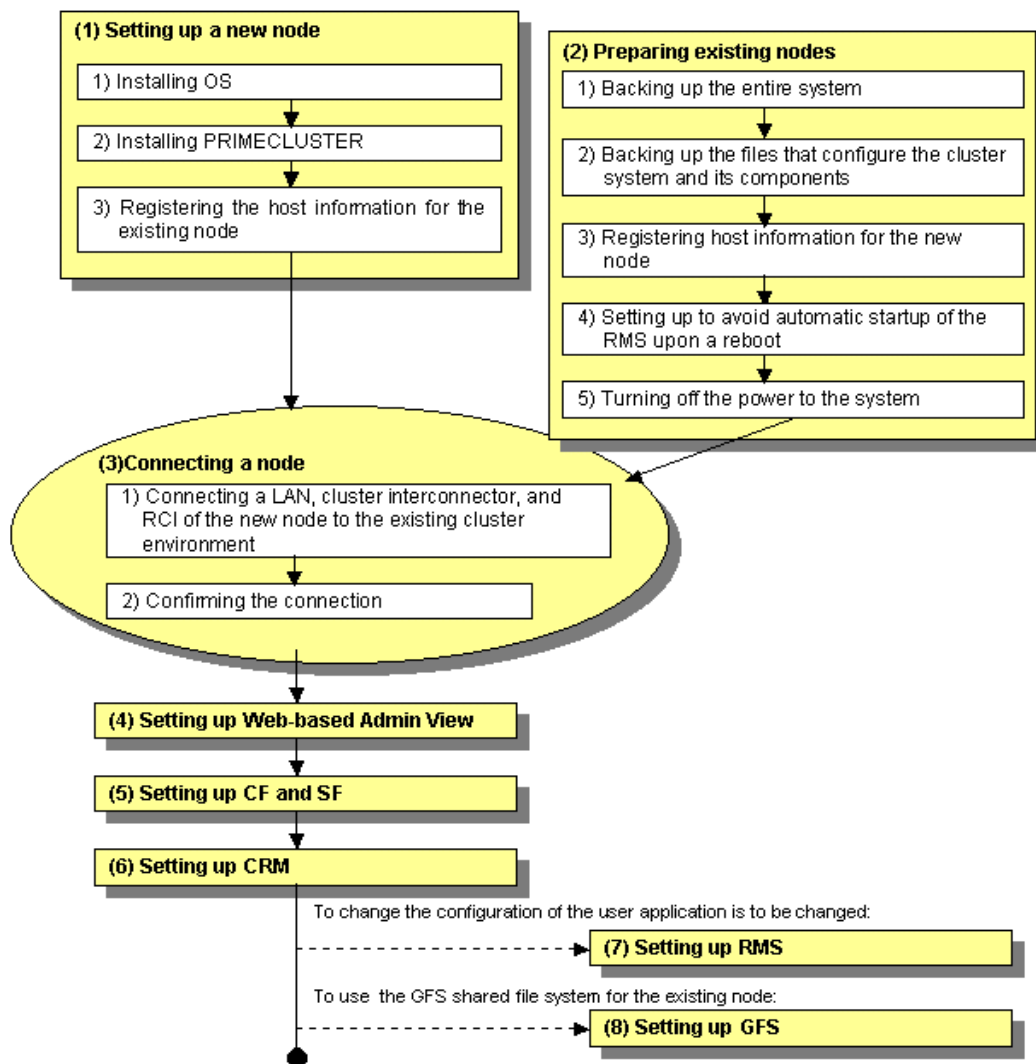 (1) Setting up a new node
1) Installing OS
2) Installing PRIMECLUSTER
3) Registering the host information for the
existing node
(2) Preparing existing nodes
1) Backing up the entire system
2) Backing up the files that configure the cluster
system and its components
3) Registering host information for the new
node
4) Setting up to avoid automatic startup of the
RMS upon a reboot
5) Turning off the power to the system
(3)Connecting a node
1) Connecting a LAN, cluster interconnector, and
RCI of the new node to the existing cluster
environment
2) Confirming the connection
(4) Setting up Web-based Admin View
(5) Setting up CF and SF
(6) Setting up CRM
To change the configuration of the user application is to be changed:
(7) Setting up RMS
To use the GFS shared file system for the existing node:
(8) Setting up GFS